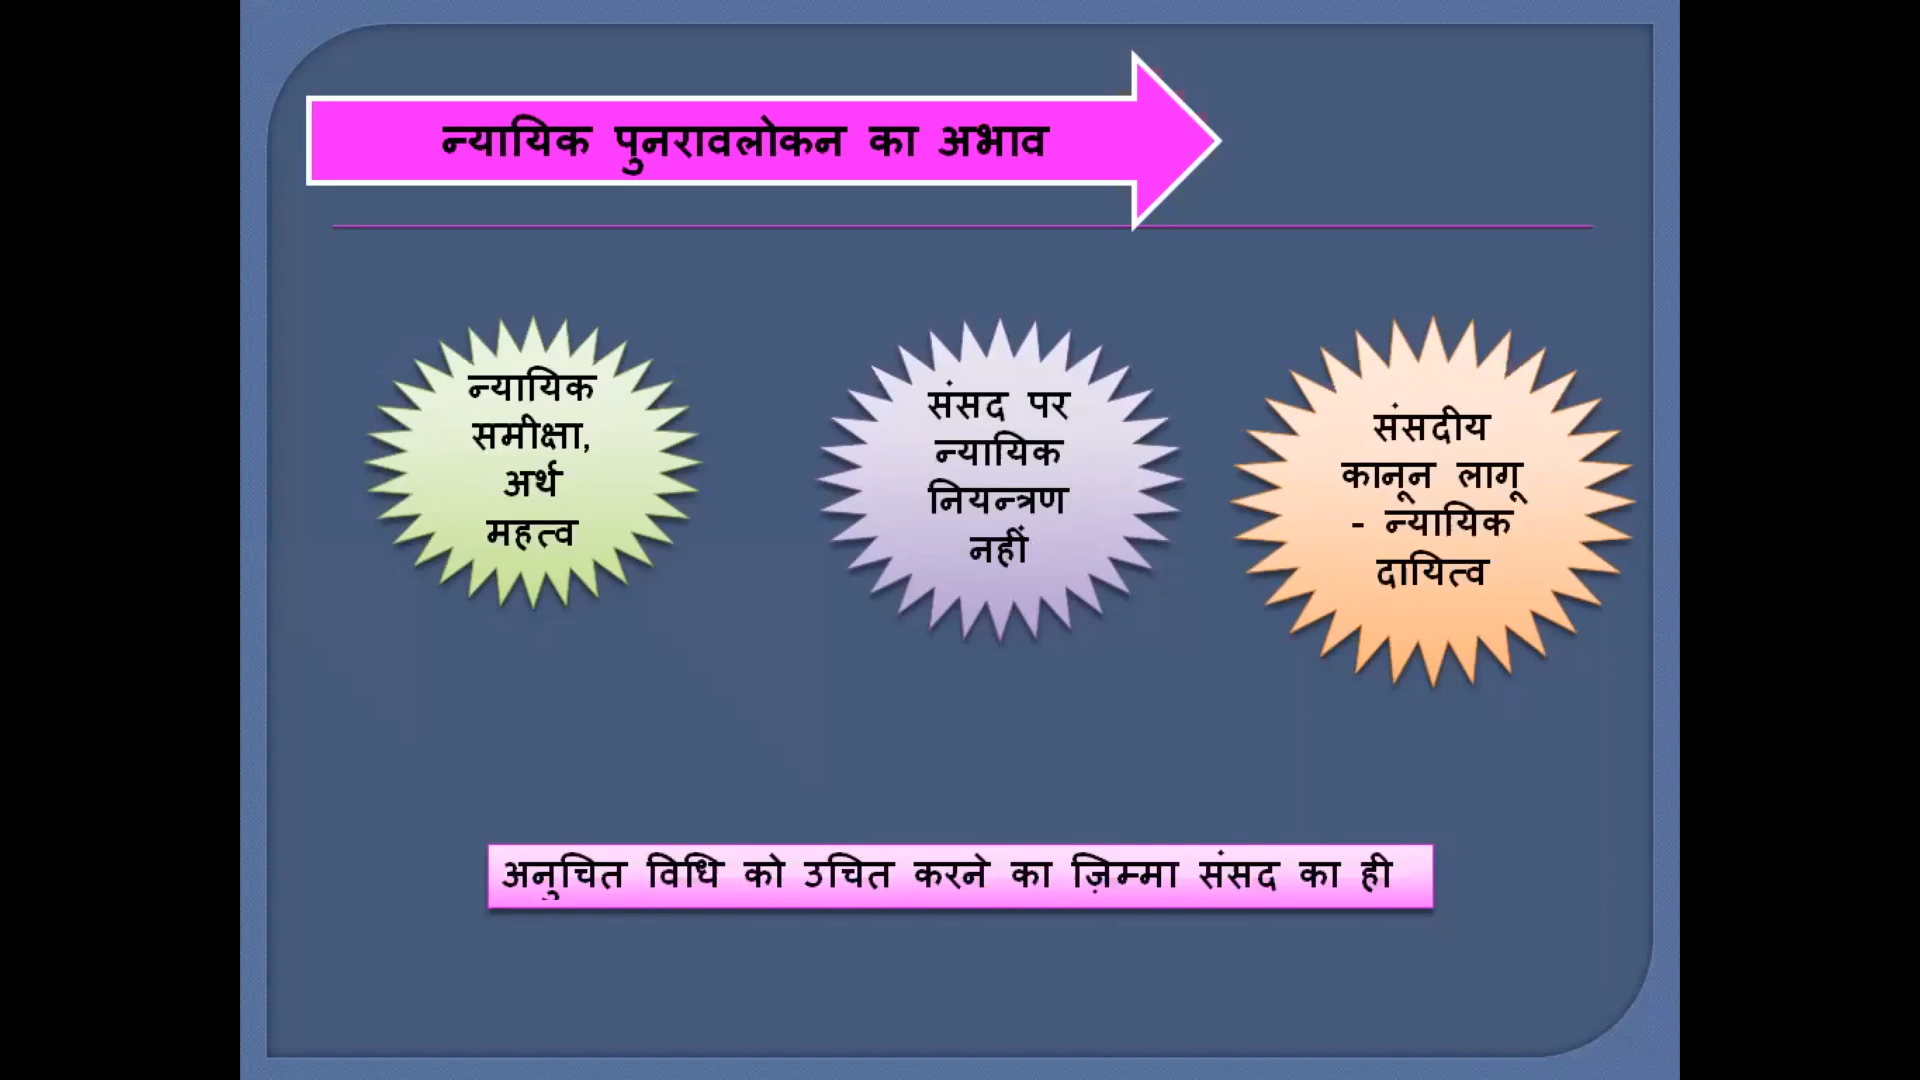 न्यायिक पुनरावलोकन का अभाव
न्यायिक
समीक्षा,
अर्थ
महत्व
संसद पर
न्यायिक
नियन्त्रण
नहीं
संसदीय
कानून लागू
- न्यायिक
दायित्व
अनुचित विधि को उचित करने का ज़िम्मा संसद का ही